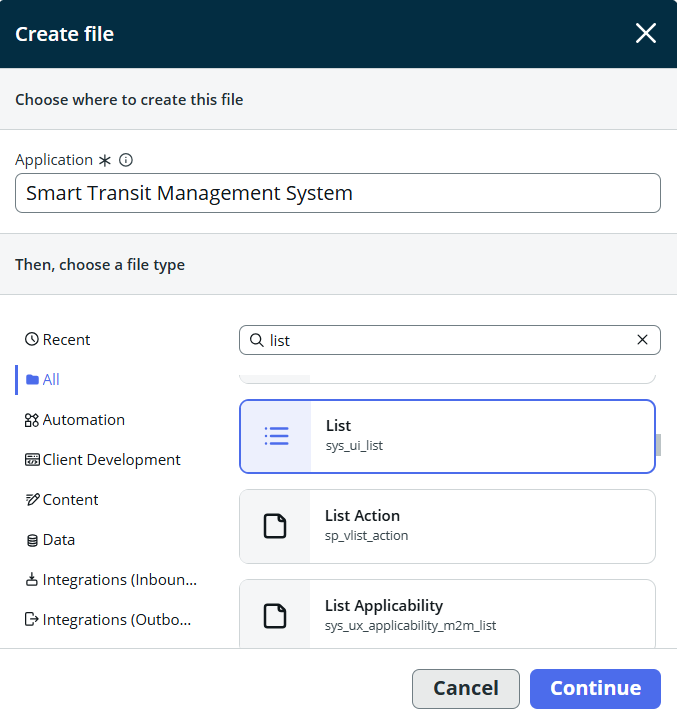 Create file
Choose where to create this file
Application
Smart Transit Management System
Then, choose a file type
Recent
All
Automation
Client Development
Content
Data
Integrations (Inboun...
Integrations (Outbo...
list
List
sys_ui_list
List Action
sp_vlist_action
List Applicability
sys_ux_applicability_m2m_list
Cancel
Continue